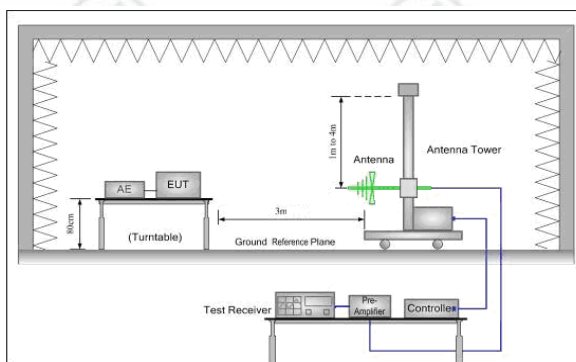 1m to 4m
Antenna
Antenna Tower
AE
EUT
80cm
(Turntable)
3m
Ground Reference Plane
Test Receiver
Pre-
Amplifier
Controller